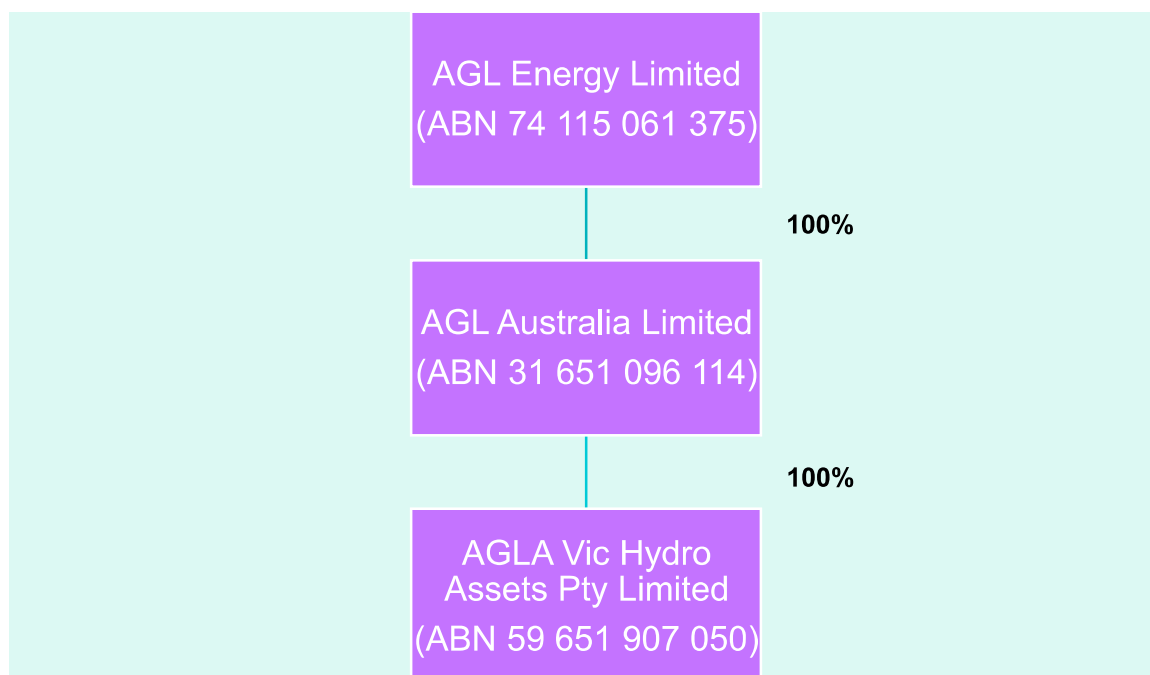 AGL Energy Limited
(ABN 74 115 061 375)
100%
AGL Australia Limited
(ABN 31 651 096 114)
100%
AGLA Vic Hydro
Assets Pty Limited
(ABN 59 651 907 050)